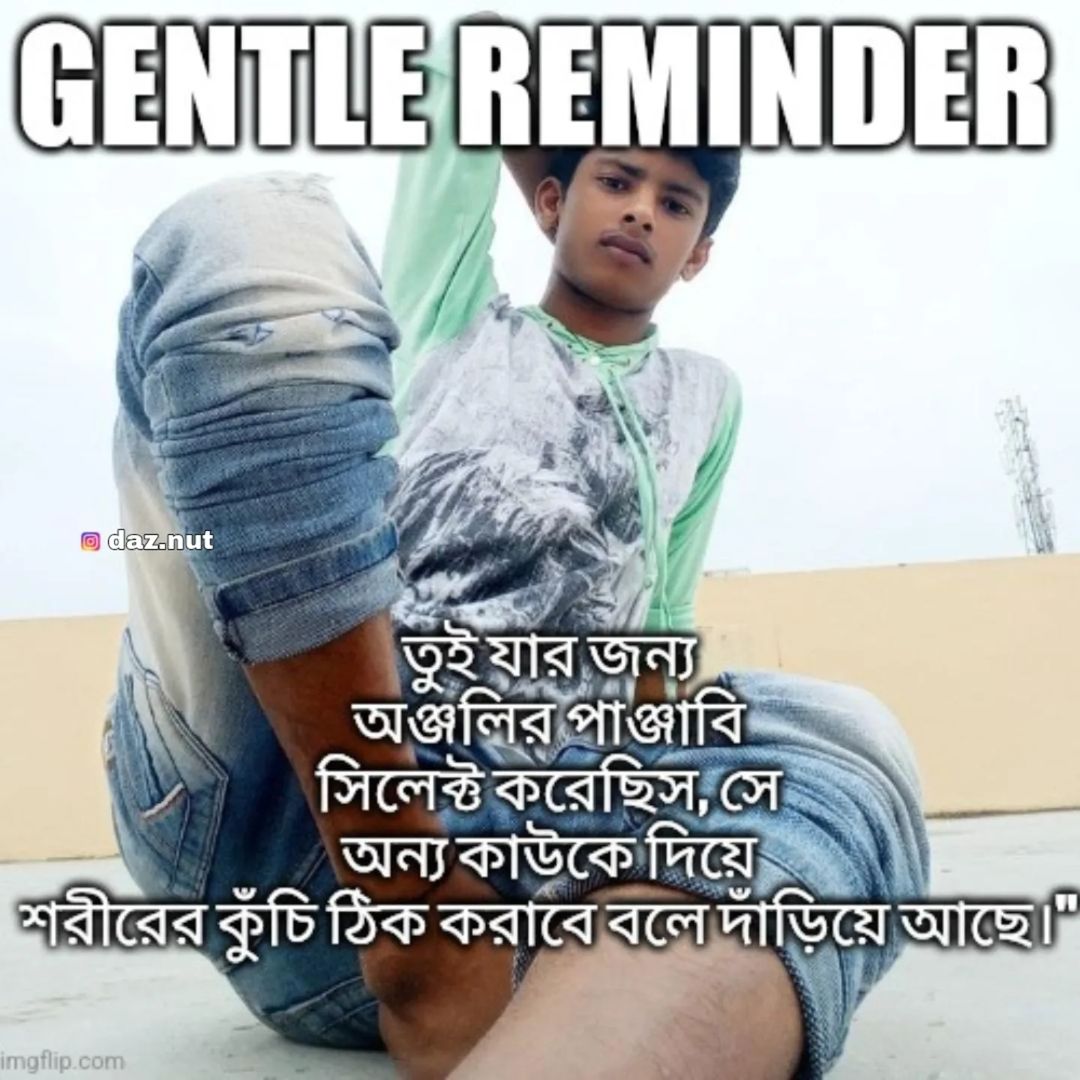 GENTLE REMINDER
daz.nut
তুই যার জন্য
অঞ্জলির পাঞ্জাবি
সিলেক্ট করেছিস, সে
অন্য কাউকে দিয়ে
শরীরের কুঁচি ঠিক করাবে বলে দাঁড়িয়ে আছে।"
imgflip.com